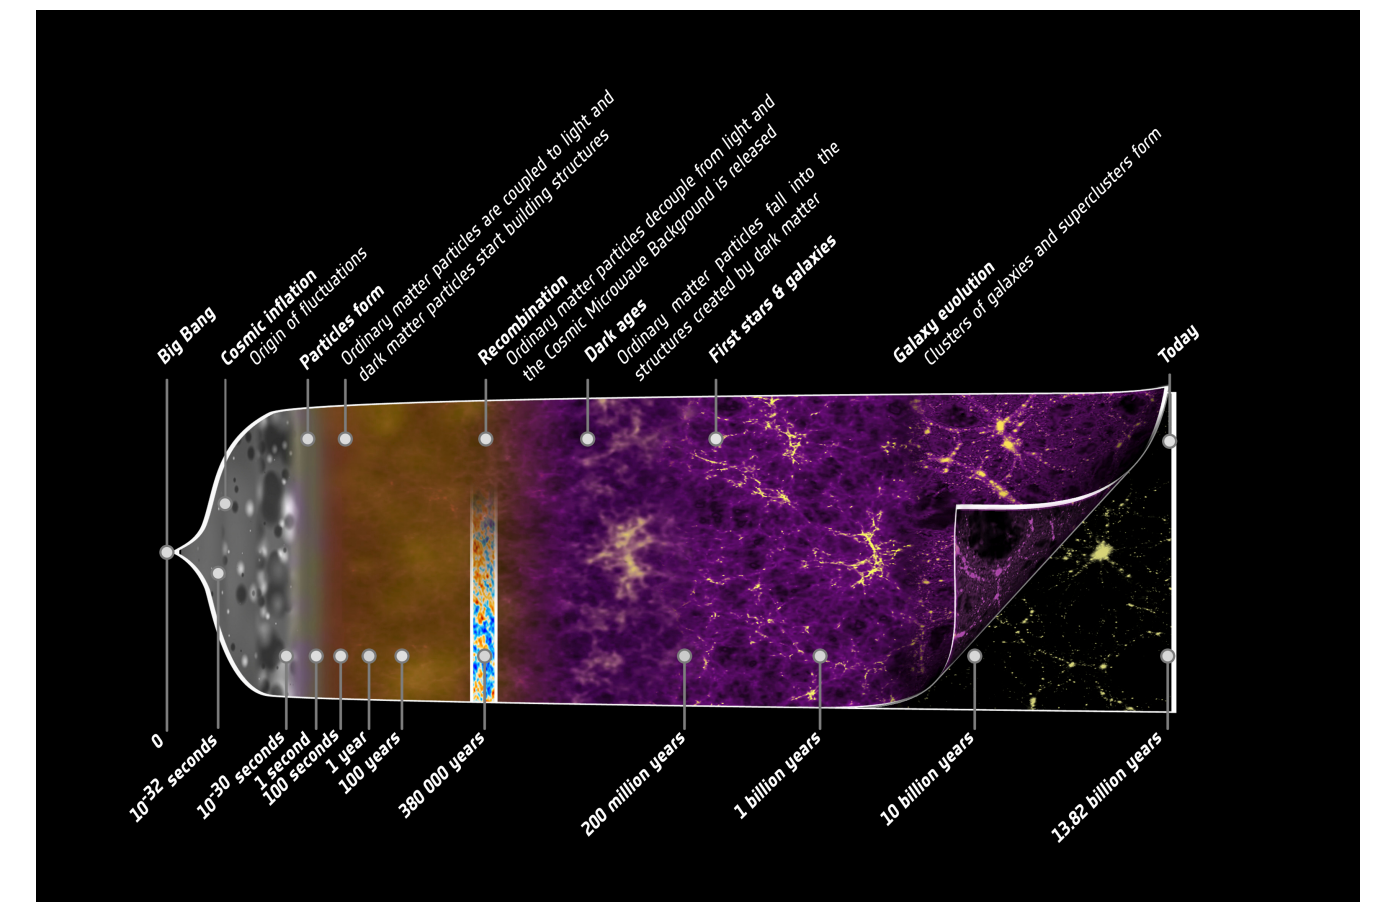 Big Bang
Cosmic inflation
Origin of fluctuations
Particles form
Ordinary matter particles are coupled to light and
dark matter particles start building structures
Recombination
Ordinary matter particles decouple from light and
the Cosmic Microwave Background is released
Dark ages
Ordinary matter particles fall into the
structures created by dark matter
First stars & galaxies
Galaxy evolution
Clusters of galaxies and superclusters form
Today
0
10-32 seconds
10-30 seconds
1 second
100 seconds
1 year
100 years
380 000 years
200 million years
1 billion years
10 billion years
13.82 billion years